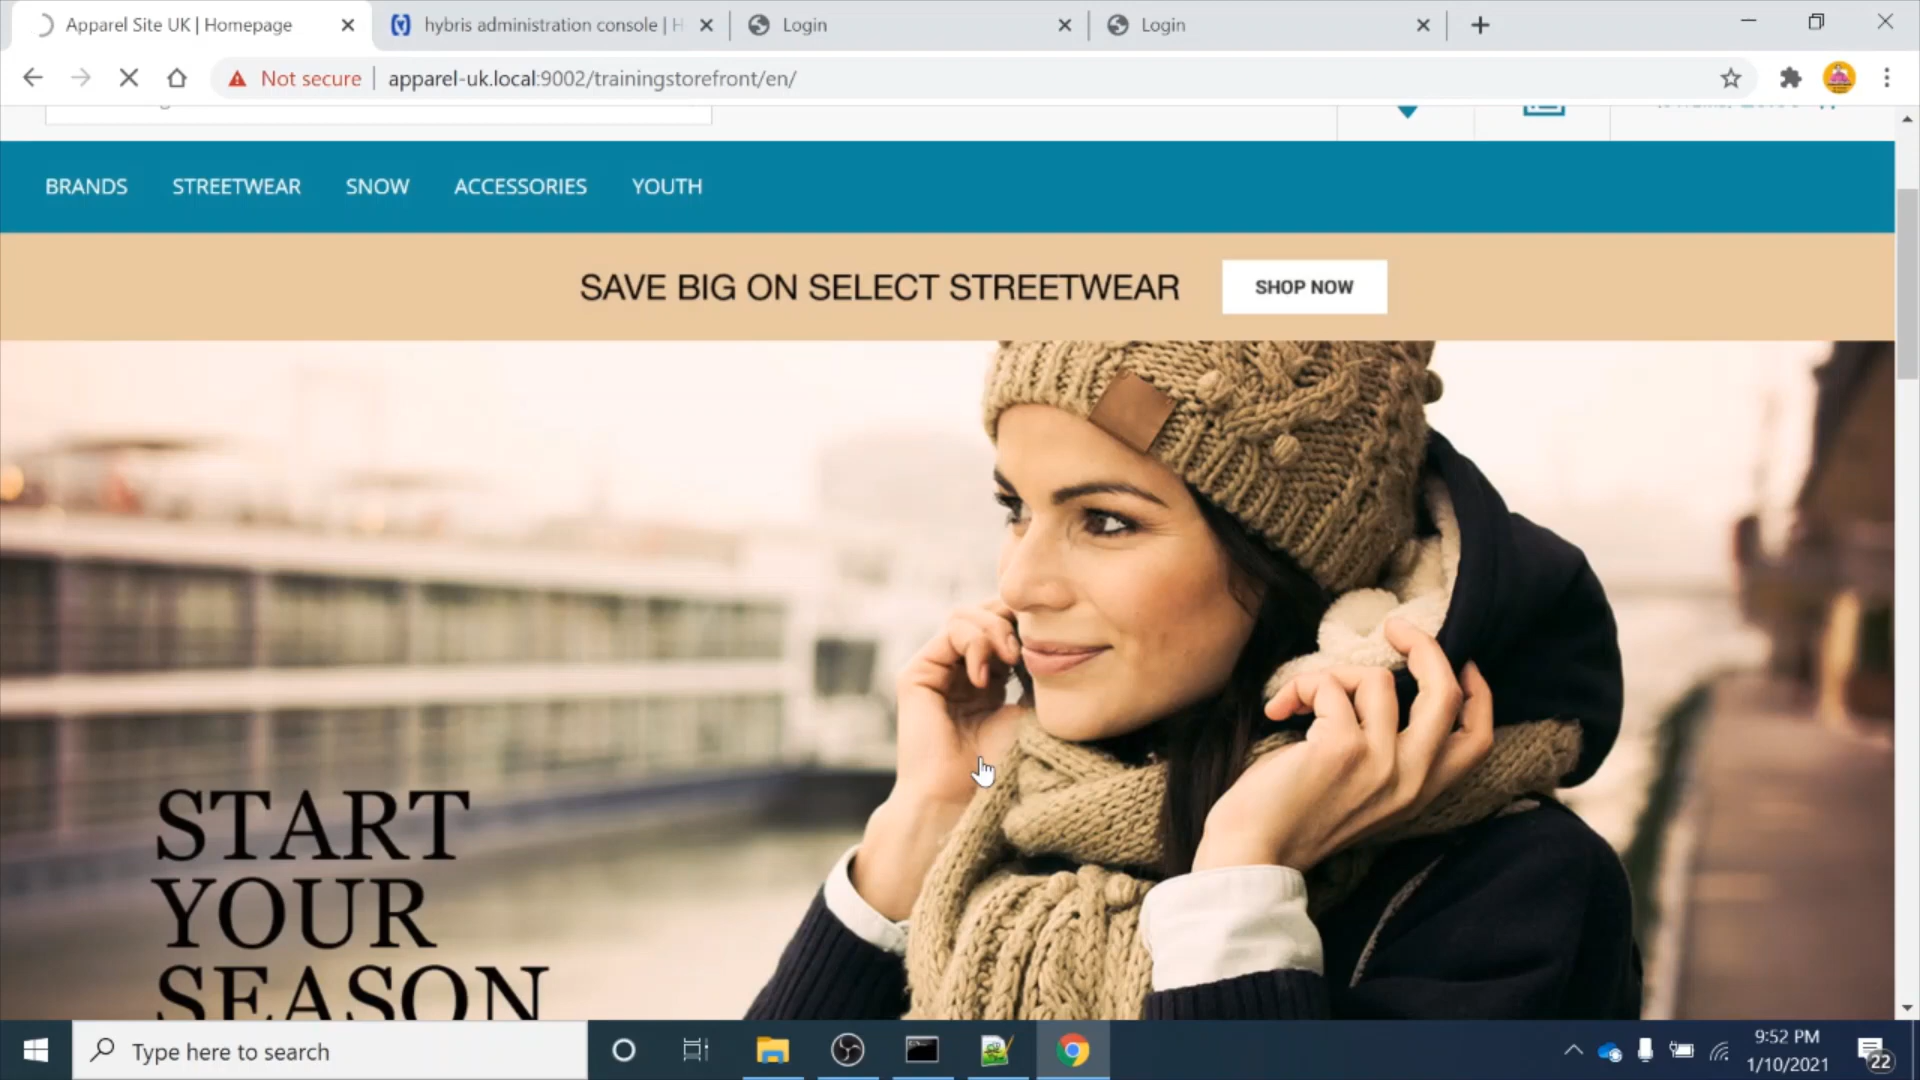 Apparel Site UK | Homepage
hybris administration console | H
Login
Login
Not secure
apparel-uk.local:9002/trainingstorefront/en/
BRANDS
STREETWEAR
SNOW
ACCESSORIES
YOUTH
SAVE BIG ON SELECT STREETWEAR
SHOP NOW
START
YOUR
SEASON
Type here to search
9:52 PM
1/10/2021
22